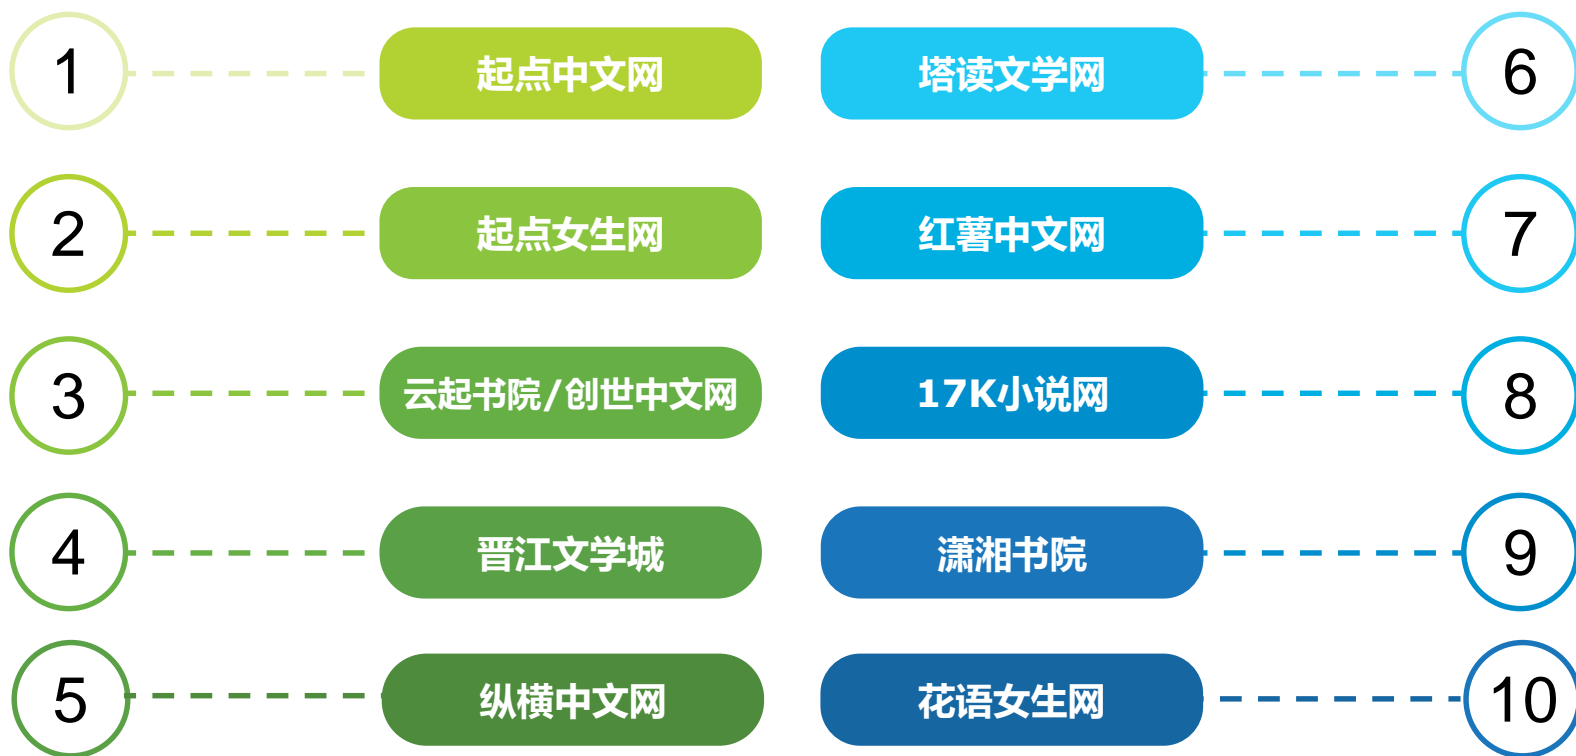 1 起点中文网
2 起点女生网
3 云起书院/创世中文网
4 晋江文学城
5 纵横中文网
塔读文学网 6
红薯中文网 7
17K小说网 8
潇湘书院 9
花语女生网 10